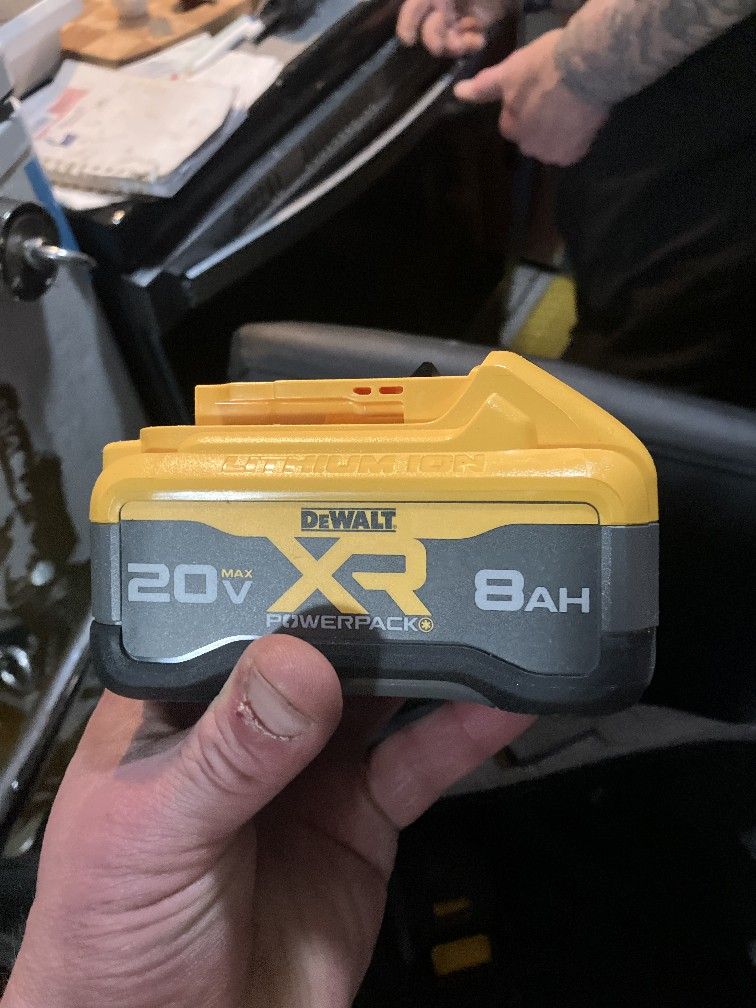 LITHIUM ION
DEWALT
20V MAX
XR
8AH
POWERPACK